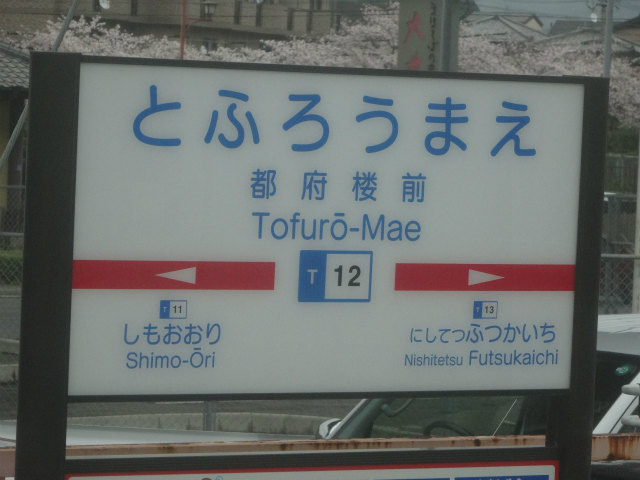 とふろうまえ
都府楼前
Tofurō-Mae
T 12
T 11
しもおおり
Shimo-Ōri
T 13
にしてつふつかいち
Nishitetsu Futsukaichi